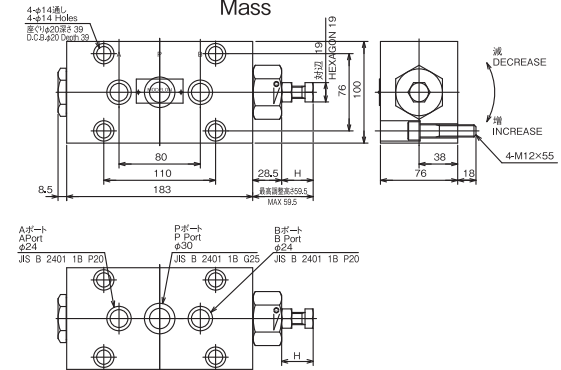 Mass
4-φ14通し
4-φ14 Holes
座ぐりφ20深さ39
D.C.B.φ20 Depth 39
A
P
B
対辺 19
HEXAGON 19
76
100
減
DECREASE
増
INCREASE
4-M12×55
80
110
183
8.5
28.5
H
最高調整高さ59.5
MAX 59.5
38
76
18
Aポート
APort
φ24
JIS B 2401 1B P20
Pポート
P Port
φ30
JIS B 2401 1B G25
Bポート
B Port
φ24
JIS B 2401 1B P20
H